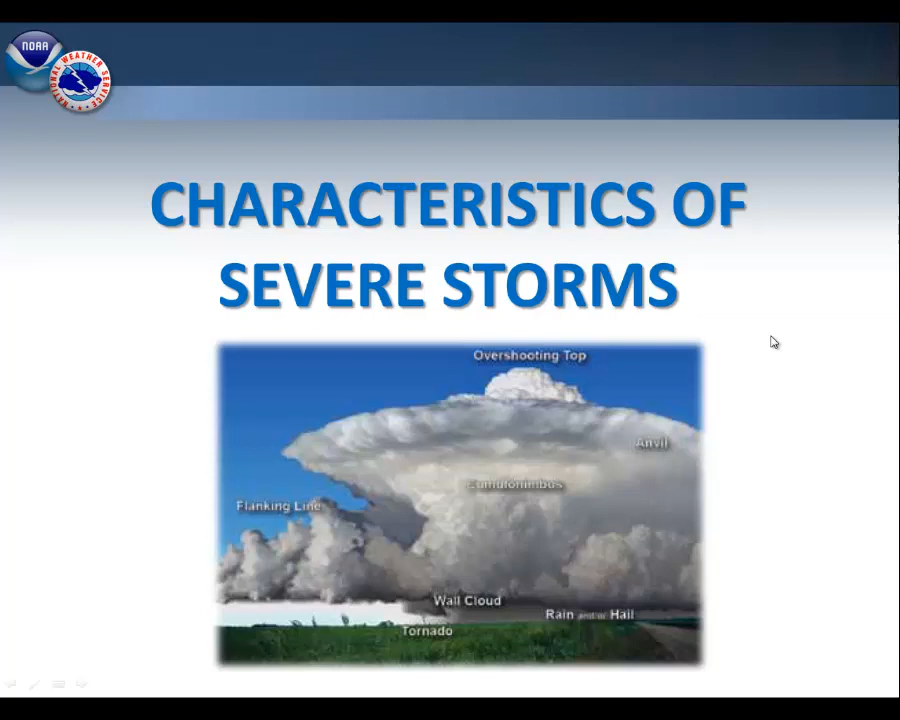 NOAA
NATIONAL WEATHER SERVICE
CHARACTERISTICS OF
SEVERE STORMS
Overshooting Top
Anvil
Cumulonimbus
Flanking Line
Wall Cloud
Rain and/or Hail
Tornado